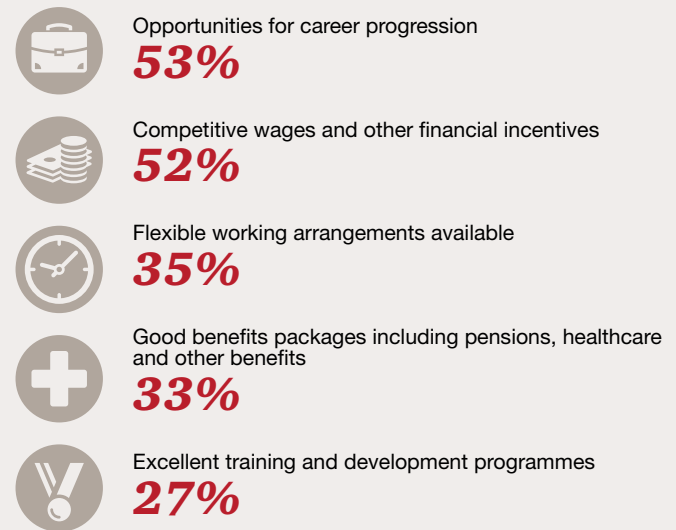 Opportunities for career progression
53%
Competitive wages and other financial incentives
52%
Flexible working arrangements available
35%
Good benefits packages including pensions, healthcare
and other benefits
33%
Excellent training and development programmes
27%